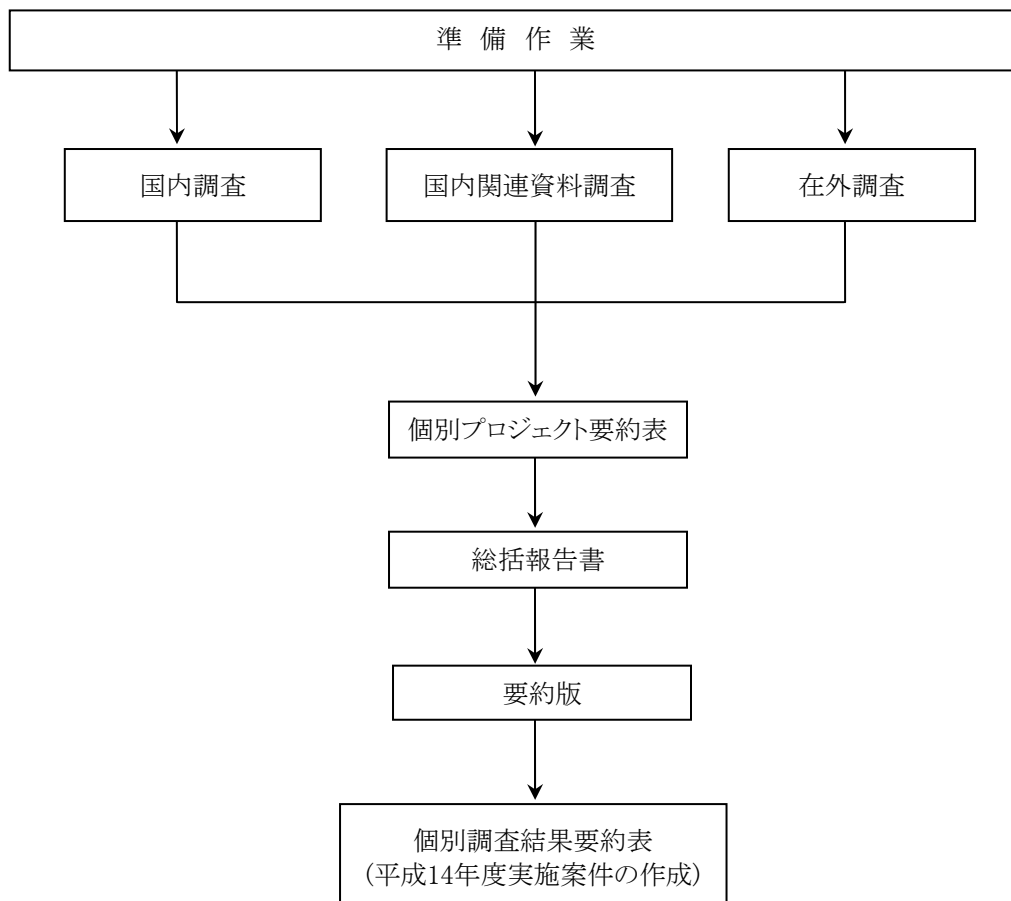 準 備 作 業
国内調査
国内関連資料調査
在外調査
個別プロジェクト要約表
総括報告書
要約版
個別調査結果要約表
(平成14年度実施案件の作成)